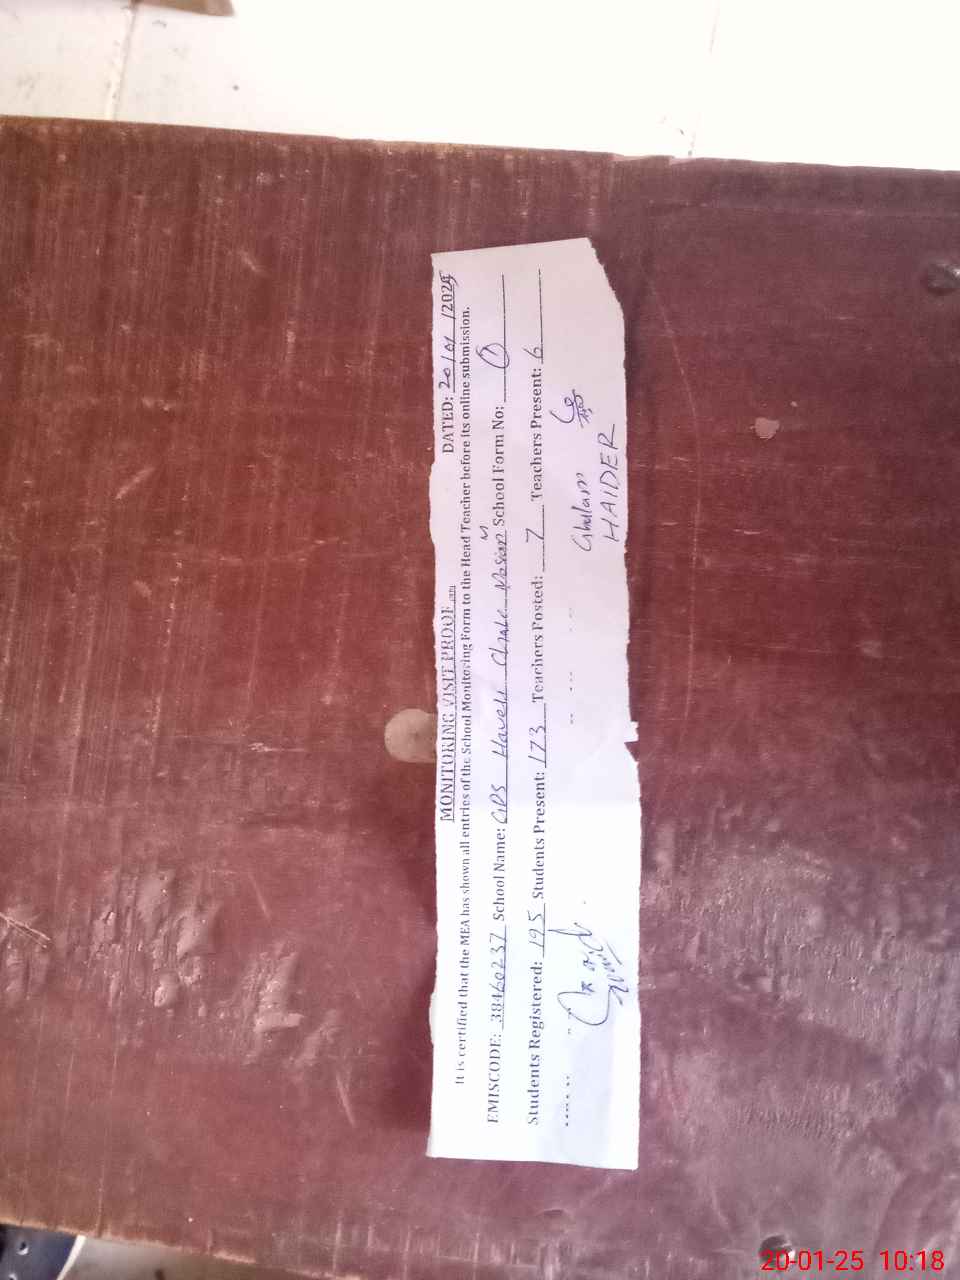 MONITORING VISIT PROOF
DATED: 20/01/2025
It is certified that the MEA has shown all entries of the School Monitoring Form to the Head Teacher before its online submission.
EMISCODE: 38460237 School Name: GPS Haveli School Form No: 1
Students Registered: 195 Students Present: 173 Teachers Posted: 7 Teachers Present: 6
Ghulam
HAIDER
20-01-25 10:18